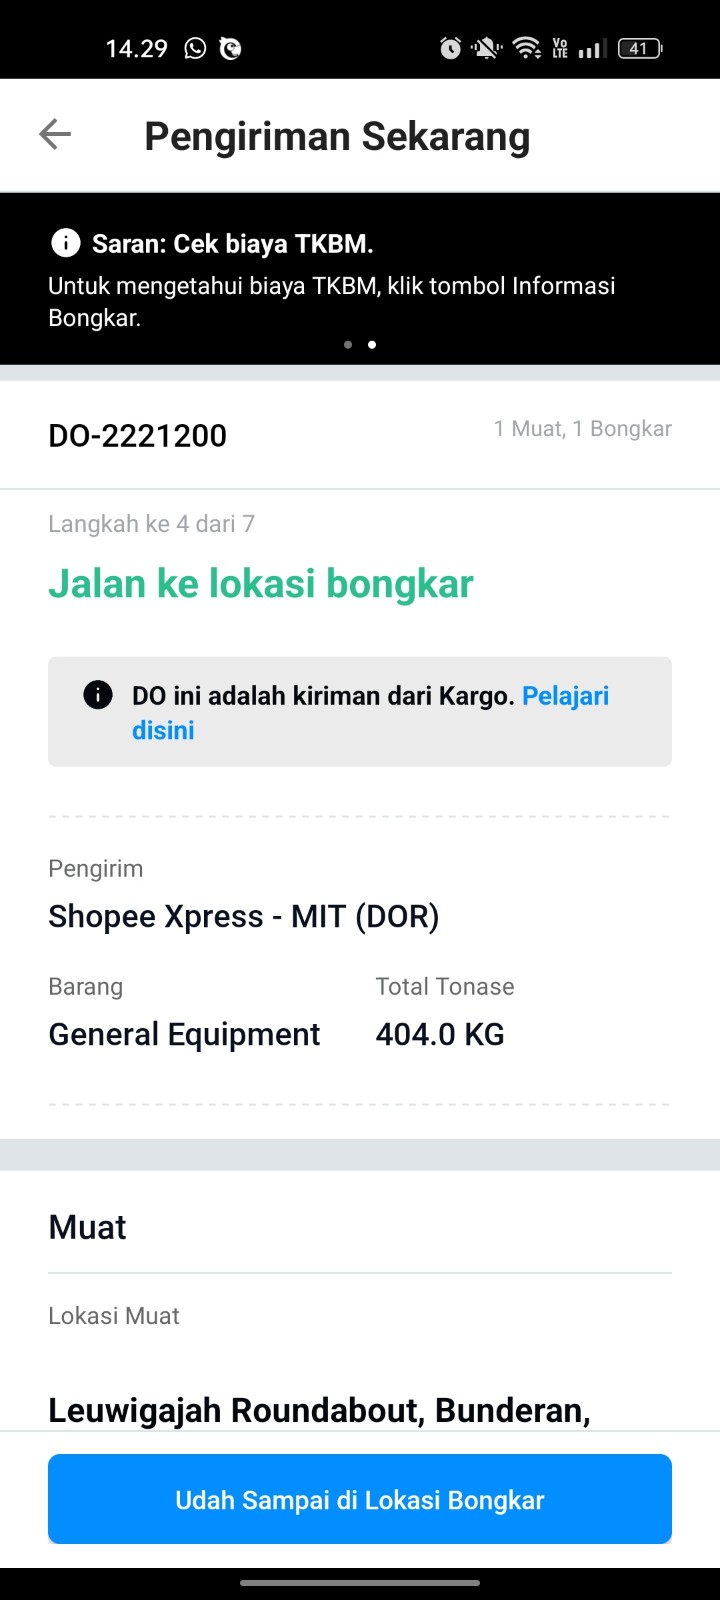 14.29
Vo
LTE
41
Pengiriman Sekarang
Saran: Cek biaya TKBM.
Untuk mengetahui biaya TKBM, klik tombol Informasi
Bongkar.
DO-2221200
1 Muat, 1 Bongkar
Langkah ke 4 dari 7
Jalan ke lokasi bongkar
DO ini adalah kiriman dari Kargo. Pelajari
disini
Pengirim
Shopee Xpress - MIT (DOR)
Barang
Total Tonase
General Equipment
404.0 KG
Muat
Lokasi Muat
Leuwigajah Roundabout, Bunderan,
Udah Sampai di Lokasi Bongkar